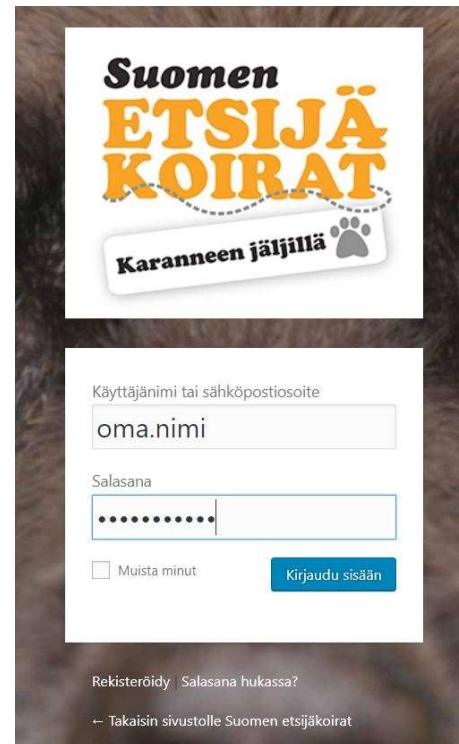 Suomen
ETSIJÄ
KOIRAT
Karanneen jäljillä
Käyttäjänimi tai sähköpostiosoite
oma.nimi
Salasana
•••••••••••
Muista minut
Kirjaudu sisään
Rekisteröidy | Salasana hukassa?
← Takaisin sivustolle Suomen etsijäkoirat